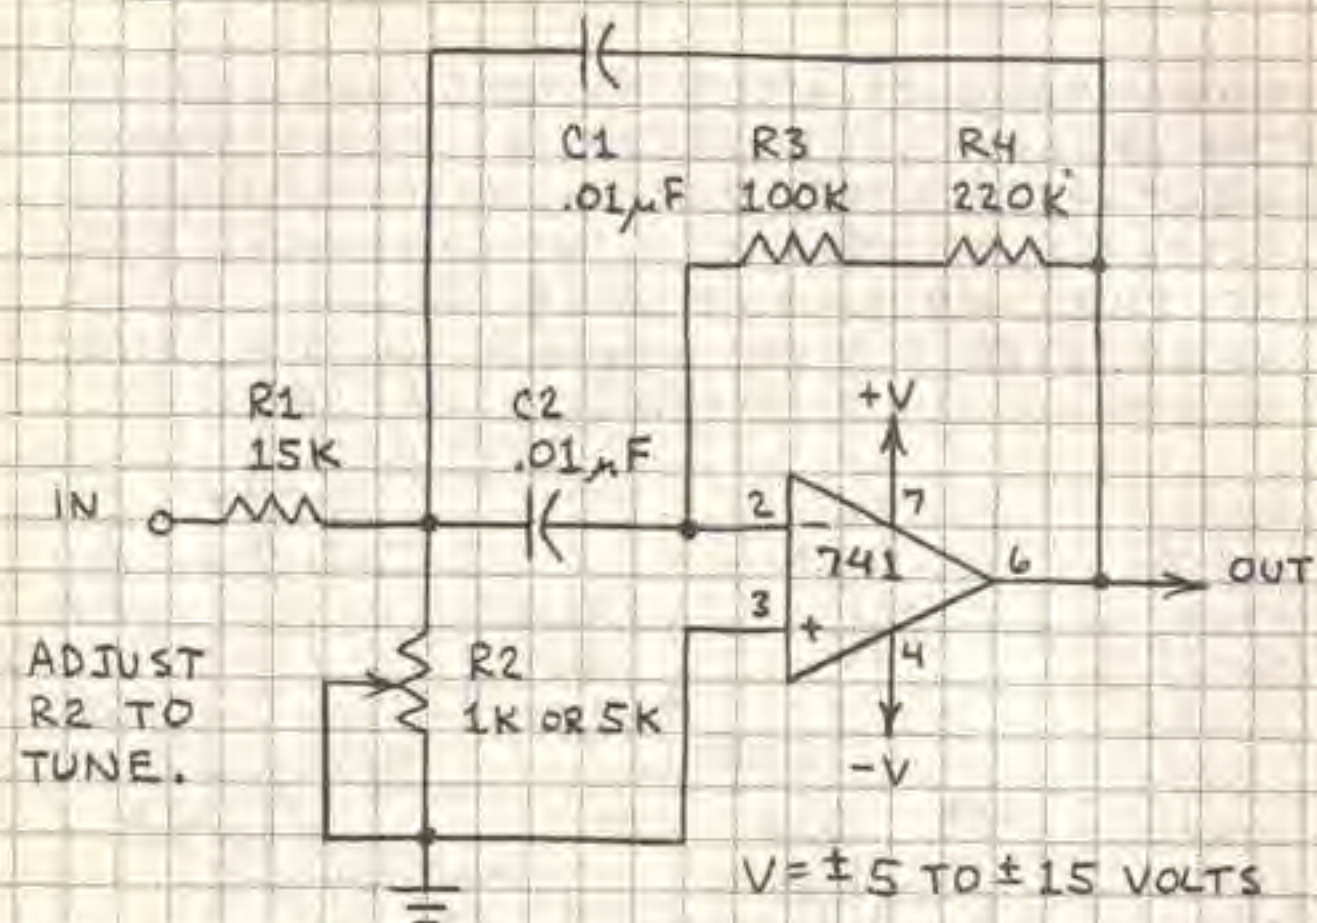 C1
.01µF
R3
100K
R4
220K
R1
15K
C2
.01µF
+V
IN
2
-
7
741
6
OUT
3
+
4
ADJUST
R2 TO
TUNE.
R2
1K OR 5K
-V
V = ± 5 TO ± 15 VOLTS